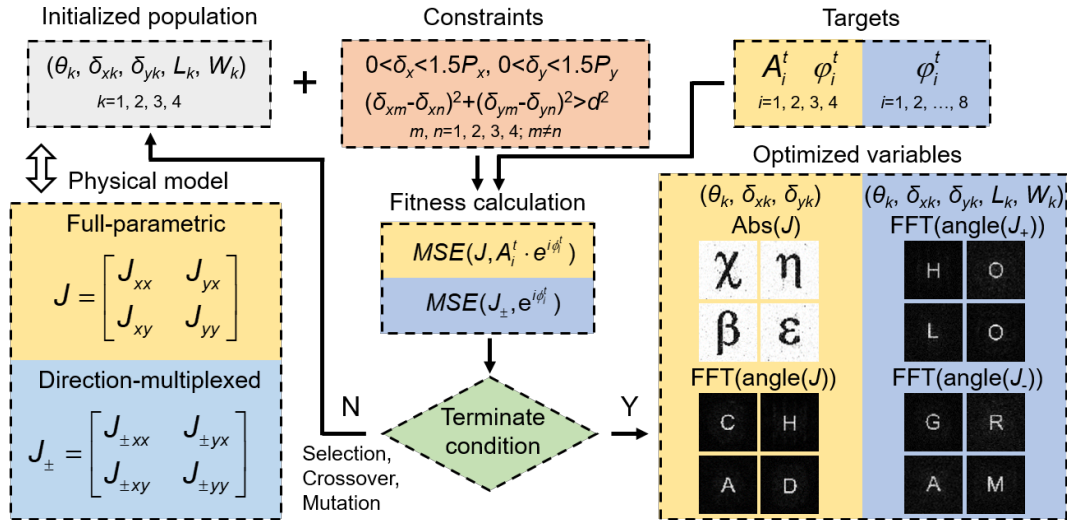 Initialized population
(θₖ, δₓₖ, δyₖ, Lₖ, Wₖ)
k=1, 2, 3, 4
+
Constraints
0<δₓ<1.5Pₓ, 0<δy<1.5Py
(δₓₘ-δₓₙ)²+(δyₘ-δyₙ)²>d²
m, n=1, 2, 3, 4; m≠n
Targets
Aᵢᵗ φᵢᵗ
i=1, 2, 3, 4
φᵢᵗ
i=1, 2, ..., 8
Physical model
Full-parametric
J = [Jxx Jyx
Jxy Jyy]
Direction-multiplexed
J± = [J±xx J±yx
J±xy J±yy]
Fitness calculation
MSE(J, Aᵢᵗ · e^{iϕᵢᵗ})
MSE(J±, e^{iϕᵢᵗ})
Terminate
condition
N
Y
Selection,
Crossover,
Mutation
Optimized variables
(θₖ, δₓₖ, δyₖ)
Abs(J)
χ η
β ε
FFT(angle(J))
C H
A D
(θₖ, δₓₖ, δyₖ, Lₖ, Wₖ)
FFT(angle(J₊))
H O
L O
FFT(angle(J₋))
G R
A M